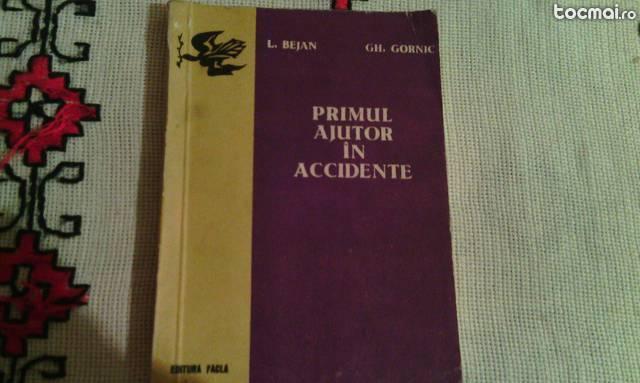 tocmai.ro
L. BEJAN GH. GORNIC
PRIMUL
AJUTOR
ÎN
ACCIDENTE
EDITURA FACLA